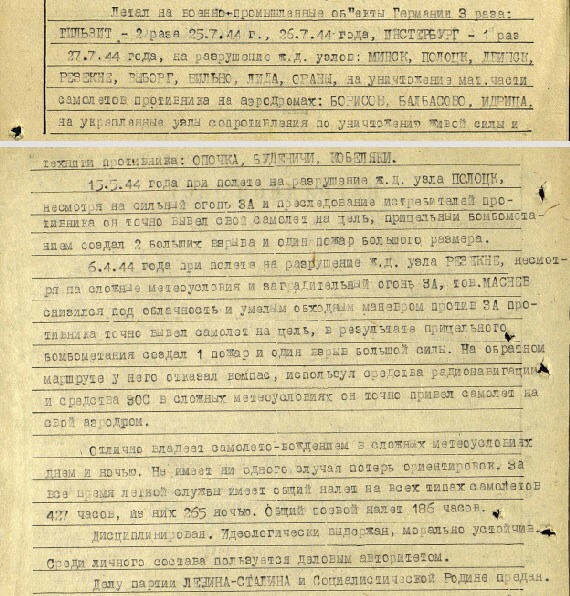 Летал на военно-промышленные об"екты Германии 3 раза:
ТИЛЬЗИТ - 2 раза 25.7.44 г., 26.7.44 года, ИНСТЕРБУРГ - 1 раз
27.7.44 года, на разрушение ж.д. узлов: МИНСК, ПОЛОЦК, ДВИНСК,
РЕЗЕКНЕ, ВЫБОРГ, ВИЛЬНО, ЛИДА, ОРАНЫ, на уничтожение мат.части
самолетов противника на аэродромах: БОРИСОВ, БАЛБАСОВО, ИДРИЦА,
на укрепленные узлы сопротивления по уничтожению живой силы и
техники противника: ОПОЧКА, БУДЕНИЧИ, КОБЕЛЯКИ.
15.5.44 года при полете на разрушение ж.д. узла ПОЛОЦК,
несмотря на сильный огонь ЗА и преследование истребителей про-
тивника он точно вывел свой самолет на цель, прицельным бомбомета-
нием создал 2 больших взрыва и один пожар большого размера.
6.4.44 года при полете на разрушение ж.д. узла РЕЗЕКНЕ, несмот-
ря на сложные метеоусловия и заградительный огонь ЗА, тов.МАСНЕВ
снизился под облачность и умелым обходным маневром против ЗА про-
тивника точно вывел самолет на цель, в результате прицельного
бомбометания создал 1 пожар и один взрыв большой силы. На обратном
маршруте у него отказал компас, используя средства радионавигации
и средства ЗОС в сложных метеоусловиях он точно привел самолет на
свой аэродром.
Отлично владеет самолето-вождением в сложных метеоусловиях
днем и ночью. Не имеет ни одного случая потерь ориентировки. За
все время летной службы имеет общий налет на всех типах самолетов
427 часов, из них 265 ночью. Общий боевой налет 186 часов.
Дисциплинирован. Идеологически выдержан, морально устойчив.
Среди личного состава пользуется деловым авторитетом.
Делу партии ЛЕНИНА-СТАЛИНА и Социалистической Родине предан.